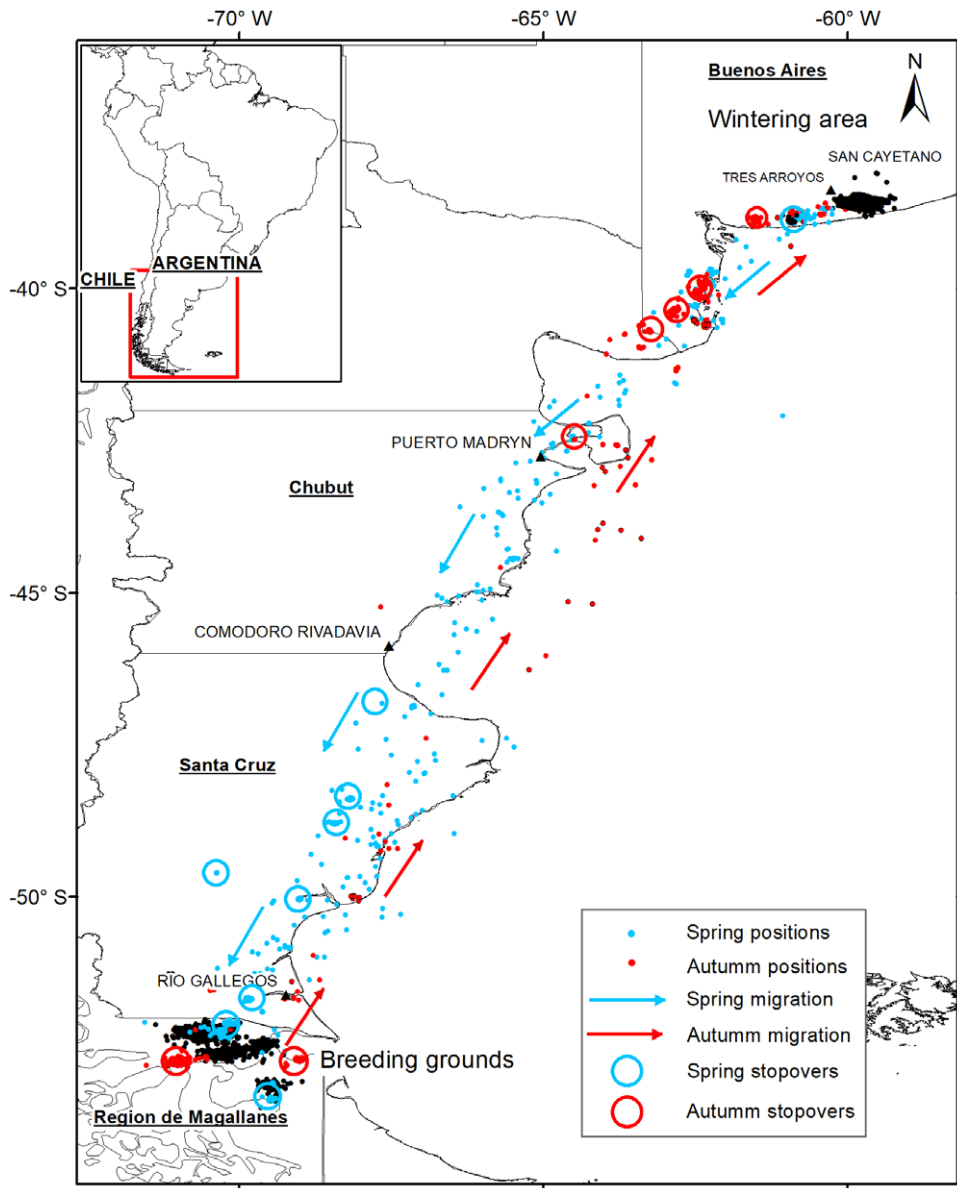 -70° W
-65° W
-60° W
Buenos Aires
N
Wintering area
SAN CAYETANO
TRES ARROYOS
ARGENTINA
CHILE
-40° S
PUERTO MADRYN
Chubut
-45° S
COMODORO RIVADAVIA
Santa Cruz
-50° S
RÍO GALLEGOS
Breeding grounds
Region de Magallanes
Spring positions
Autumm positions
Spring migration
Autumm migration
Spring stopovers
Autumm stopovers